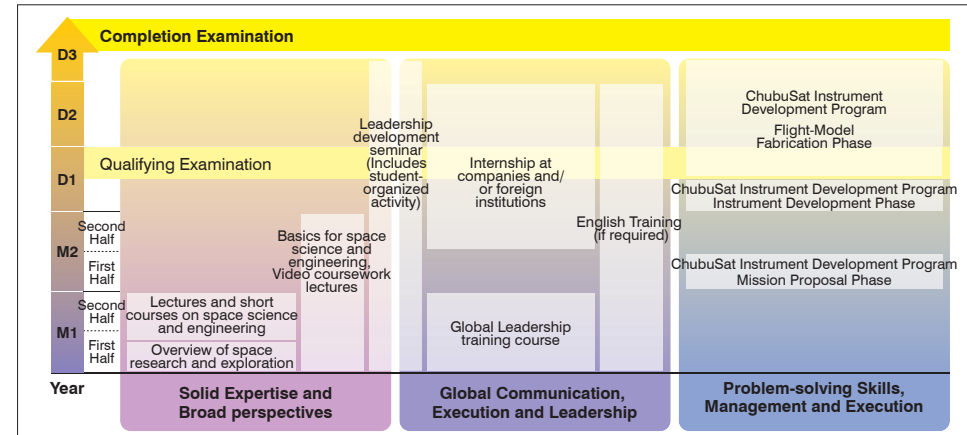 Completion Examination
D3
D2
D1
M2
M1
Year
Second
Half
First
Half
Second
Half
First
Half
Qualifying Examination
Leadership
development
seminar
(Includes
student-
organized
activity)
Basics for space
science and
engineering,
Video coursework
lectures
Lectures and short
courses on space science
and engineering
Overview of space
research and exploration
Solid Expertise and
Broad perspectives
Internship at
companies and/
or foreign
institutions
English Training
(if required)
Global Leadership
training course
Global Communication,
Execution and Leadership
ChubuSat Instrument
Development Program
Flight-Model
Fabrication Phase
ChubuSat Instrument Development Program
Instrument Development Phase
ChubuSat Instrument Development Program
Mission Proposal Phase
Problem-solving Skills,
Management and Execution